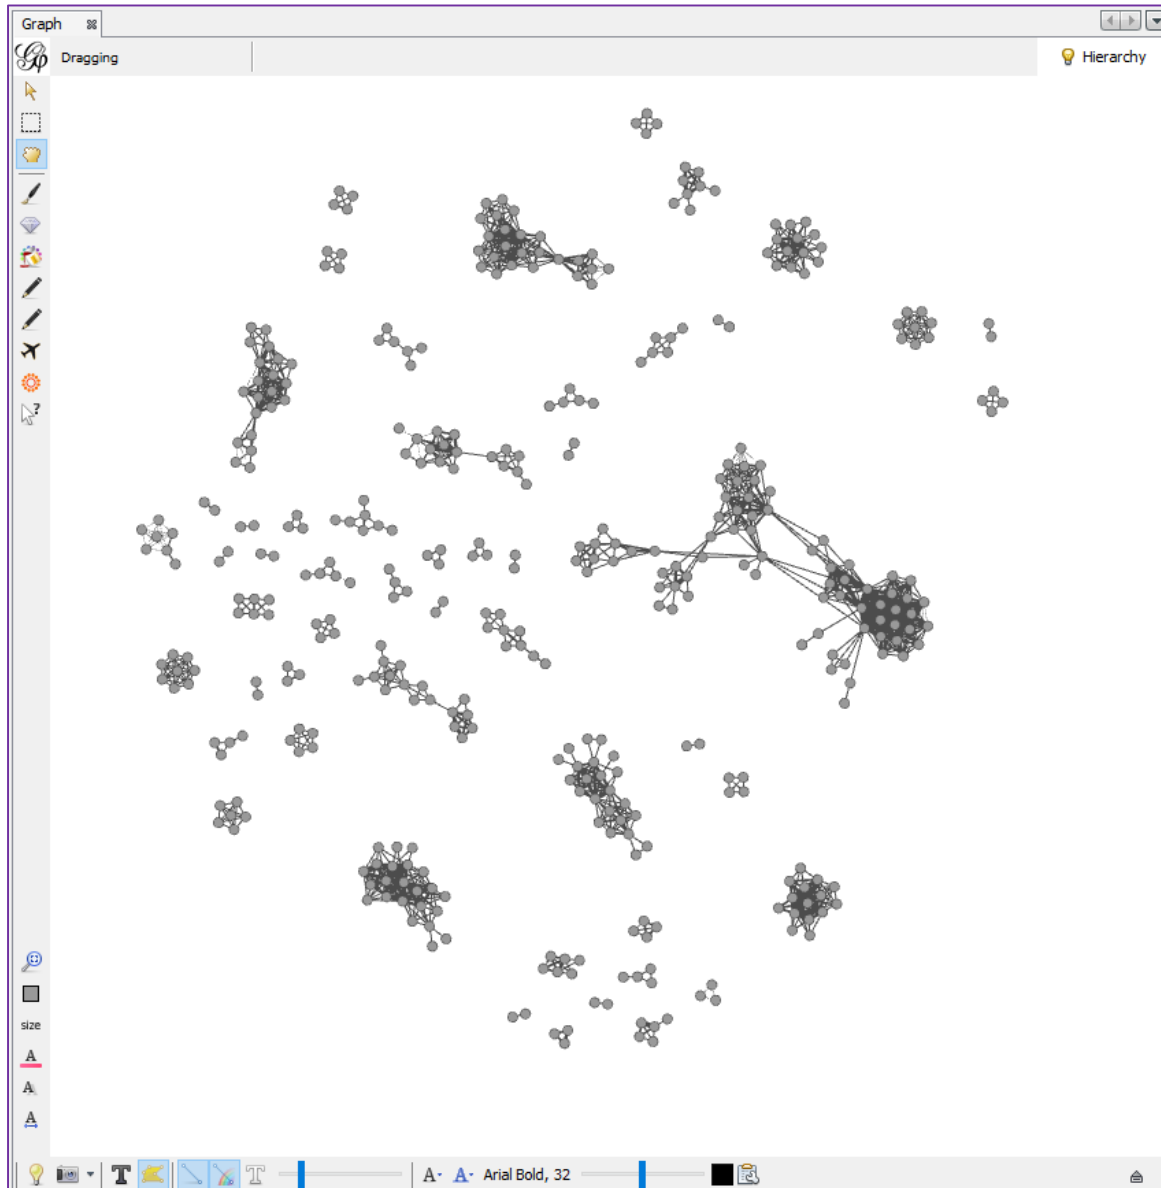 Graph
Dragging
Hierarchy
?
size
A
A
A
T T A- A- Arial Bold, 32